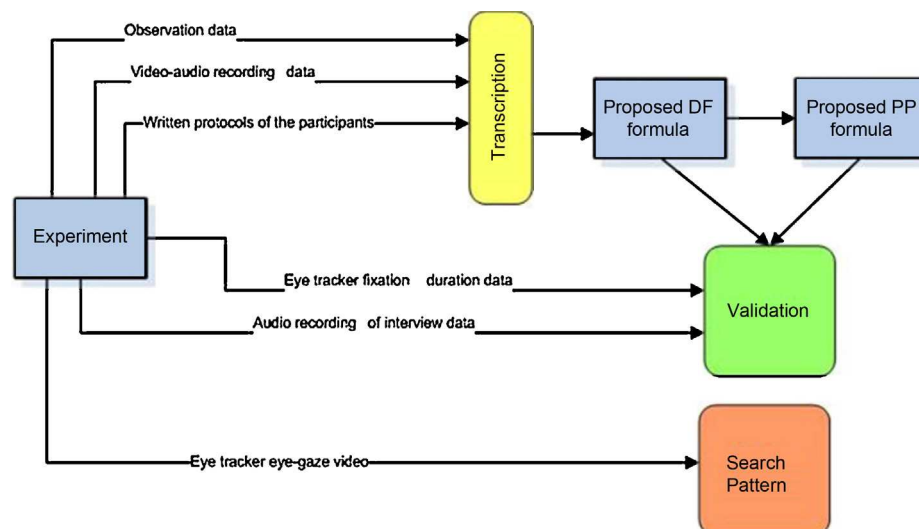 Observation data
Video-audio recording data
Written protocols of the participants
Transcription
Proposed DF
formula
Proposed PP
formula
Experiment
Eye tracker fixation duration data
Audio recording of interview data
Validation
Eye tracker eye-gaze video
Search
Pattern